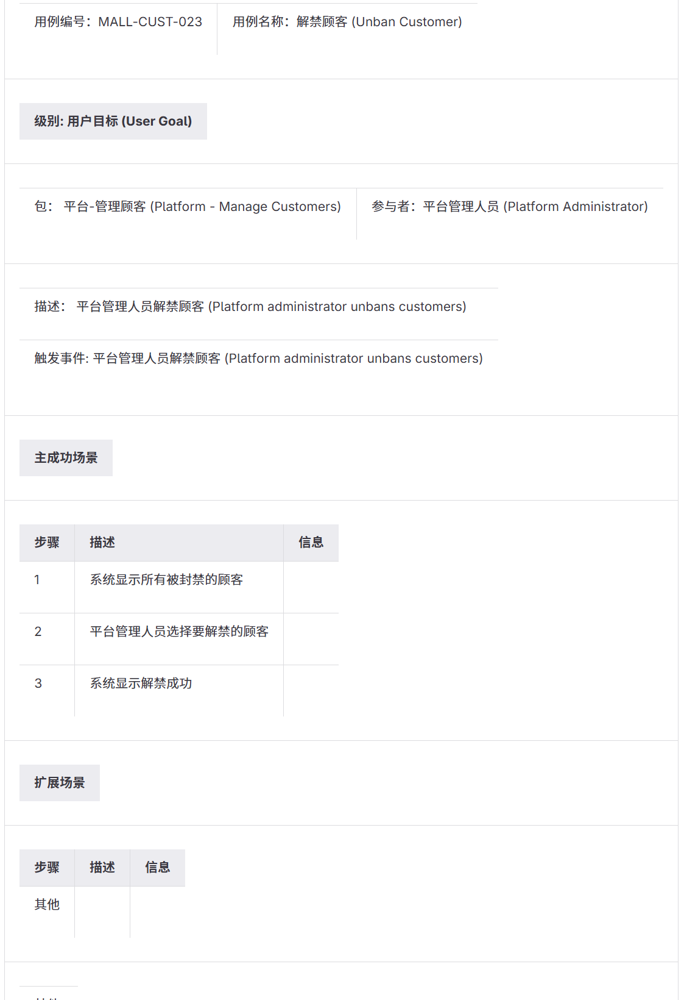 用例编号：MALL-CUST-023 用例名称：解禁顾客 (Unban Customer)
级别: 用户目标 (User Goal)
包： 平台-管理顾客 (Platform - Manage Customers) 参与者：平台管理人员 (Platform Administrator)
描述： 平台管理人员解禁顾客 (Platform administrator unbans customers)
触发事件: 平台管理人员解禁顾客 (Platform administrator unbans customers)
主成功场景
步骤 描述 信息
1 系统显示所有被封禁的顾客
2 平台管理人员选择要解禁的顾客
3 系统显示解禁成功
扩展场景
步骤 描述 信息
其他